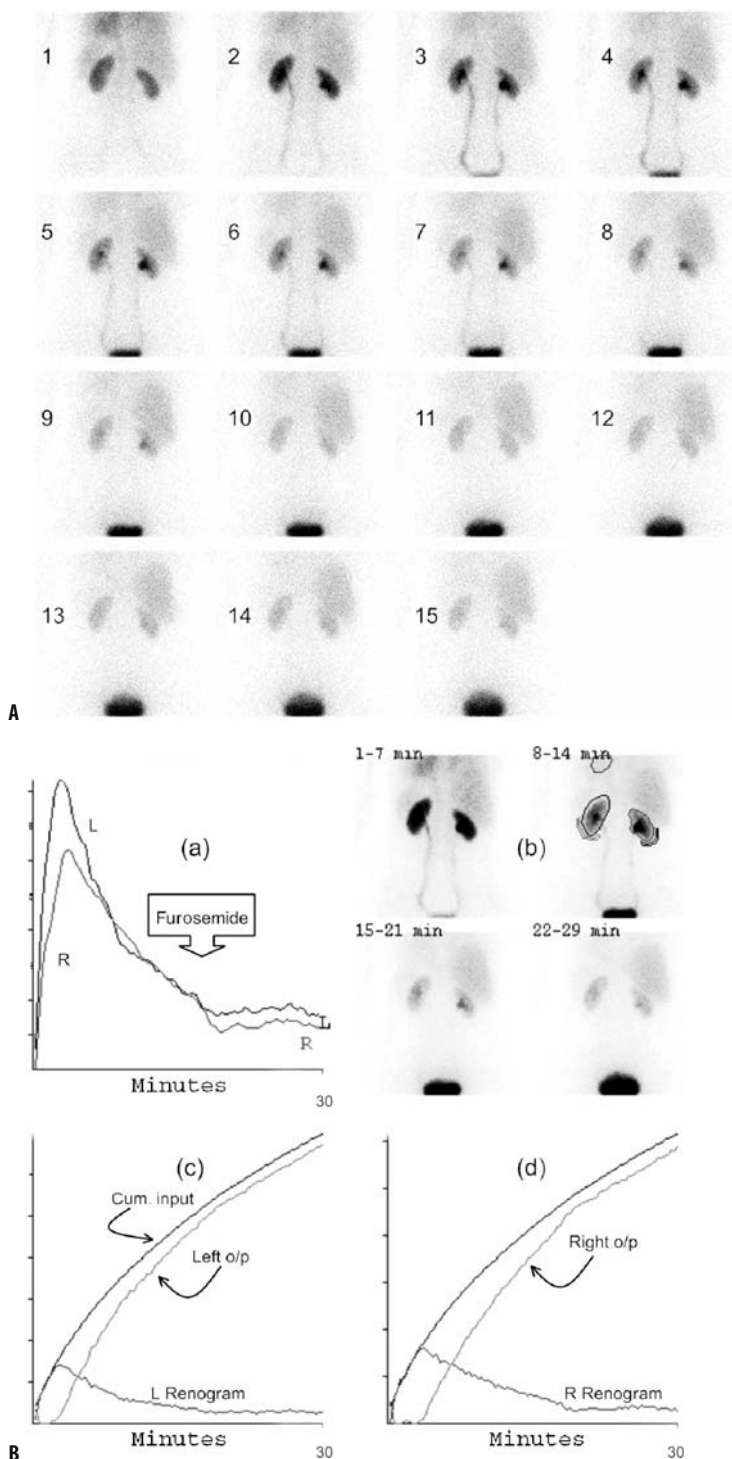 1 2 3 4
5 6 7 8
9 10 11 12
13 14 15
A
1-7 min 8-14 min
(a) L
(b)
Furosemide
R
15-21 min 22-29 min
L
R
Minutes
30
(c) (d)
Cum. input
Left o/p Right o/p
L Renogram R Renogram
Minutes Minutes
30 30
B